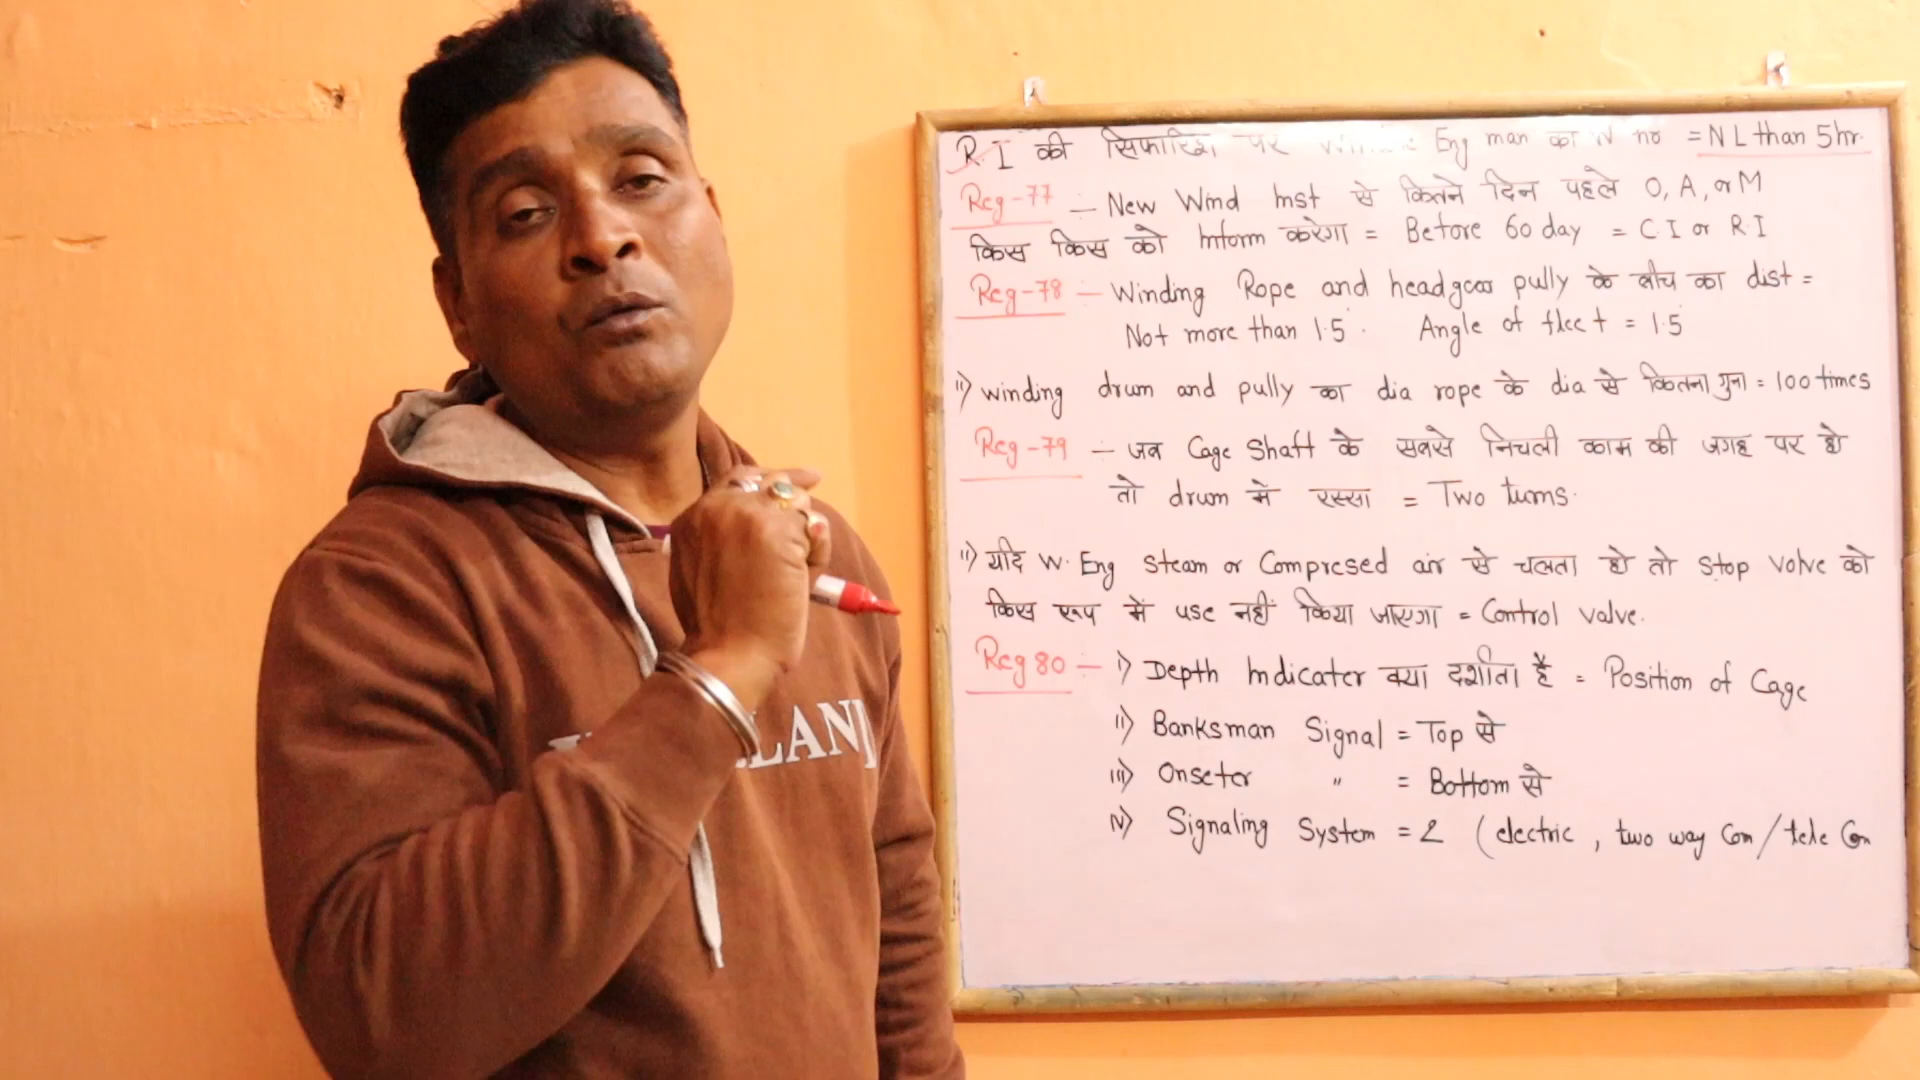 R.I की सिफारिश पर Eng man का no = N L than 5hr.
Reg-77 :- New Wind Inst से कितने दिन पहले O, A, or M
किस किस को Inform करेगा = Before 60 day = C.I or R.I
Reg-78 :- Winding Rope and headgear pully के बीच का dist =
Not more than 1.5° Angle of fleet = 1.5°
ii) winding drum and pully का dia rope के dia से कितना गुना = 100 times
Reg-79 :- जब Cage Shaft के सबसे निचली काम की जगह पर हो
तो drum में रस्सा = Two turns.
ii) यदि W. Eng Steam or Compresed air से चलता हो तो Stop Valve को
किस रूप में use नहीं किया जाएगा = Control valve.
Reg 80 :- i) Depth Indicater क्या दर्शाता है = Position of Cage
ii) Banksman Signal = Top से
iii) Onseter " = Bottom से
iv) Signaling System = 2 (electric, two way Com/tele Con
LAND